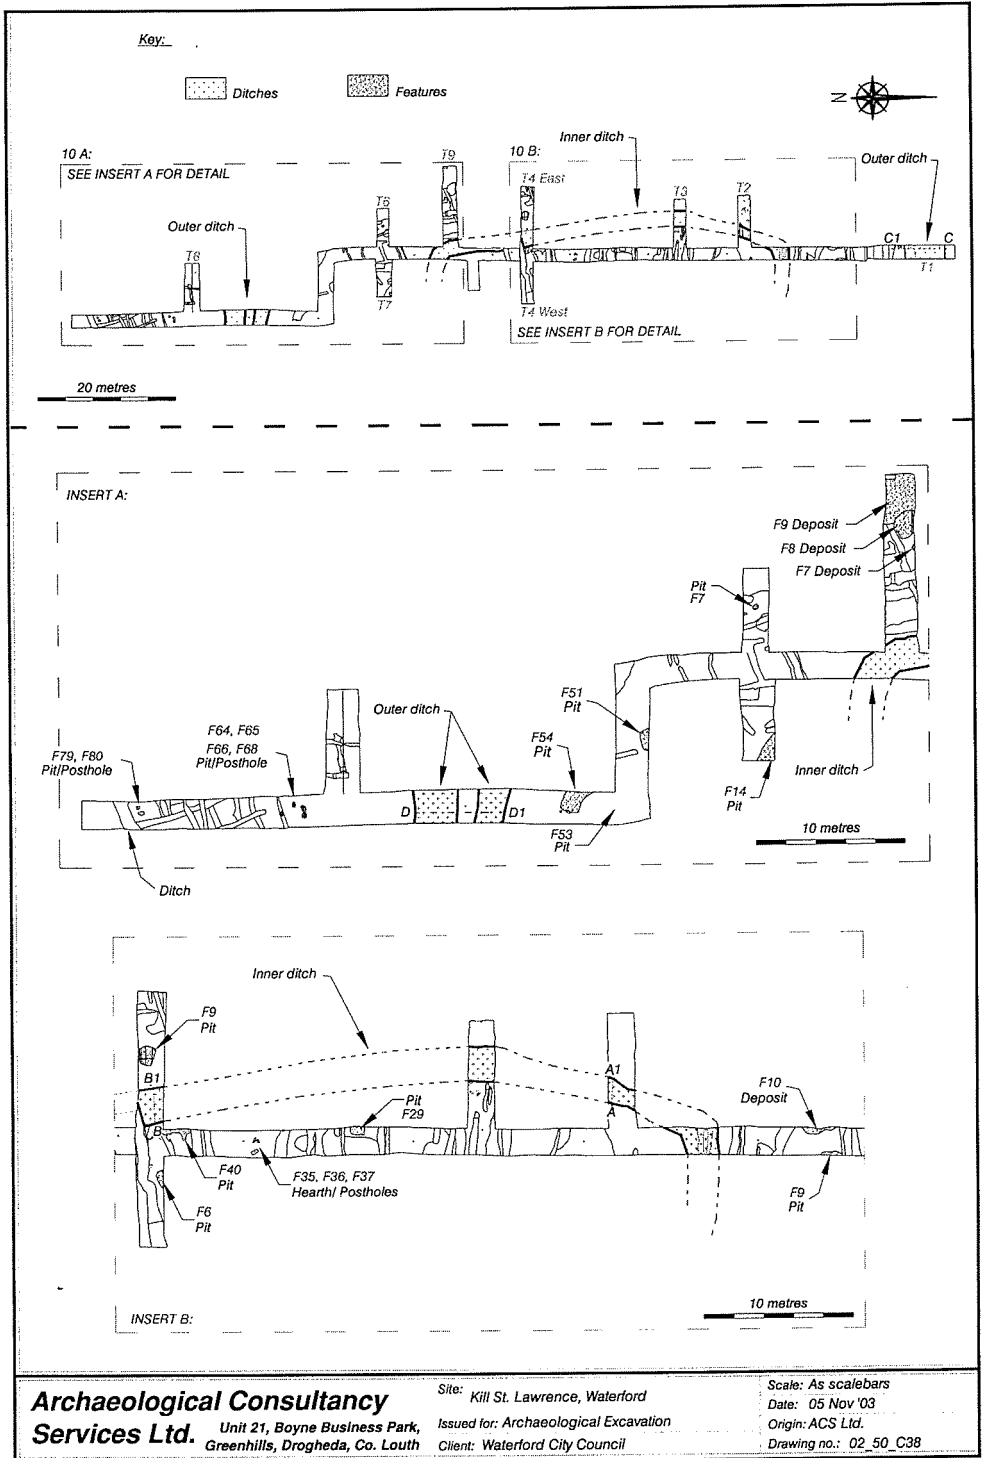 Key:
Ditches
Features
N
10 A:
SEE INSERT A FOR DETAIL
T9
T6
Outer ditch
T8
T7
Inner ditch
10 B:
T4 East
T3
T2
Outer ditch
C1
C
T1
T4 West
SEE INSERT B FOR DETAIL
20 metres
INSERT A:
F9 Deposit
F8 Deposit
F7 Deposit
Pit
F7
F51
Pit
F64, F65
F66, F68
Pit/Posthole
Outer ditch
F54
Pit
F79, F80
Pit/Posthole
D
D1
F14
Pit
Inner ditch
F53
Pit
10 metres
Ditch
Inner ditch
F9
Pit
B1
A1
F10
Deposit
Pit
F29
A
B
F40
Pit
F35, F36, F37
Hearth/ Postholes
F9
Pit
F6
Pit
10 metres
INSERT B:
Archaeological Consultancy
Services Ltd.
Unit 21, Boyne Business Park,
Greenhills, Drogheda, Co. Louth
Site: Kill St. Lawrence, Waterford
Issued for: Archaeological Excavation
Client: Waterford City Council
Scale: As scalebars
Date: 05 Nov '03
Origin: ACS Ltd.
Drawing no.: 02_50_C38